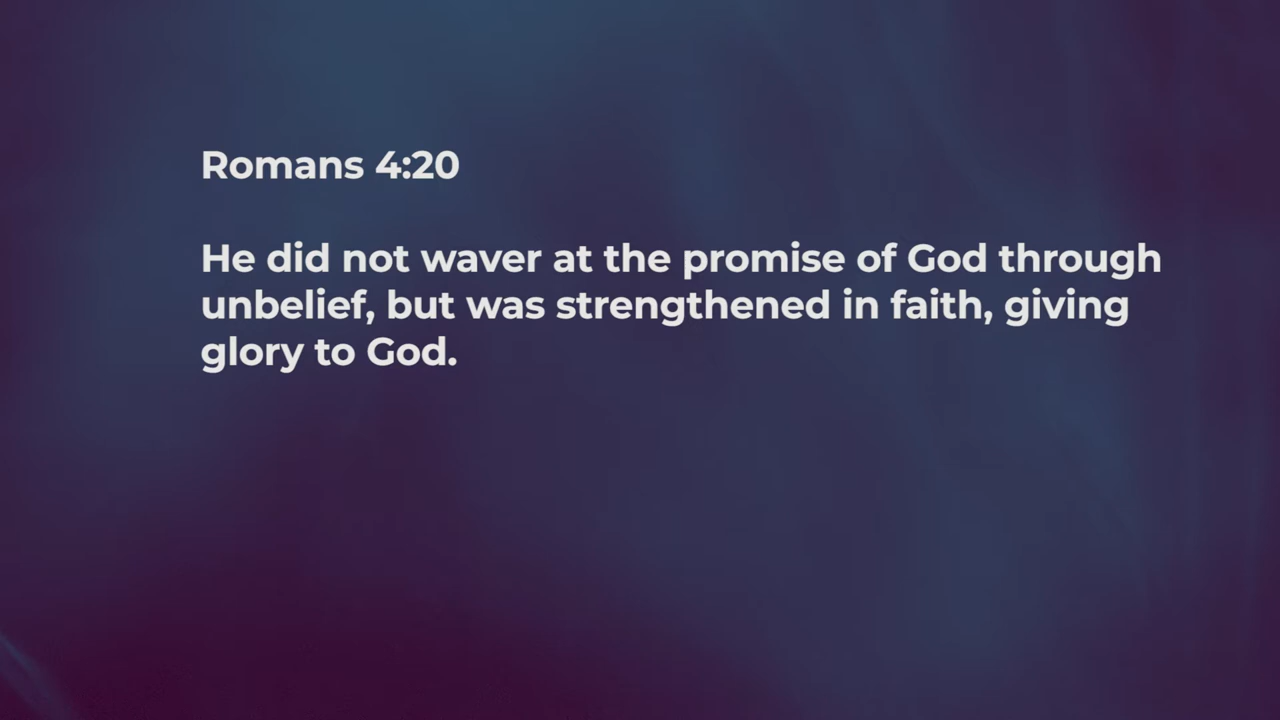 Romans 4:20
He did not waver at the promise of God through
unbelief, but was strengthened in faith, giving
glory to God.